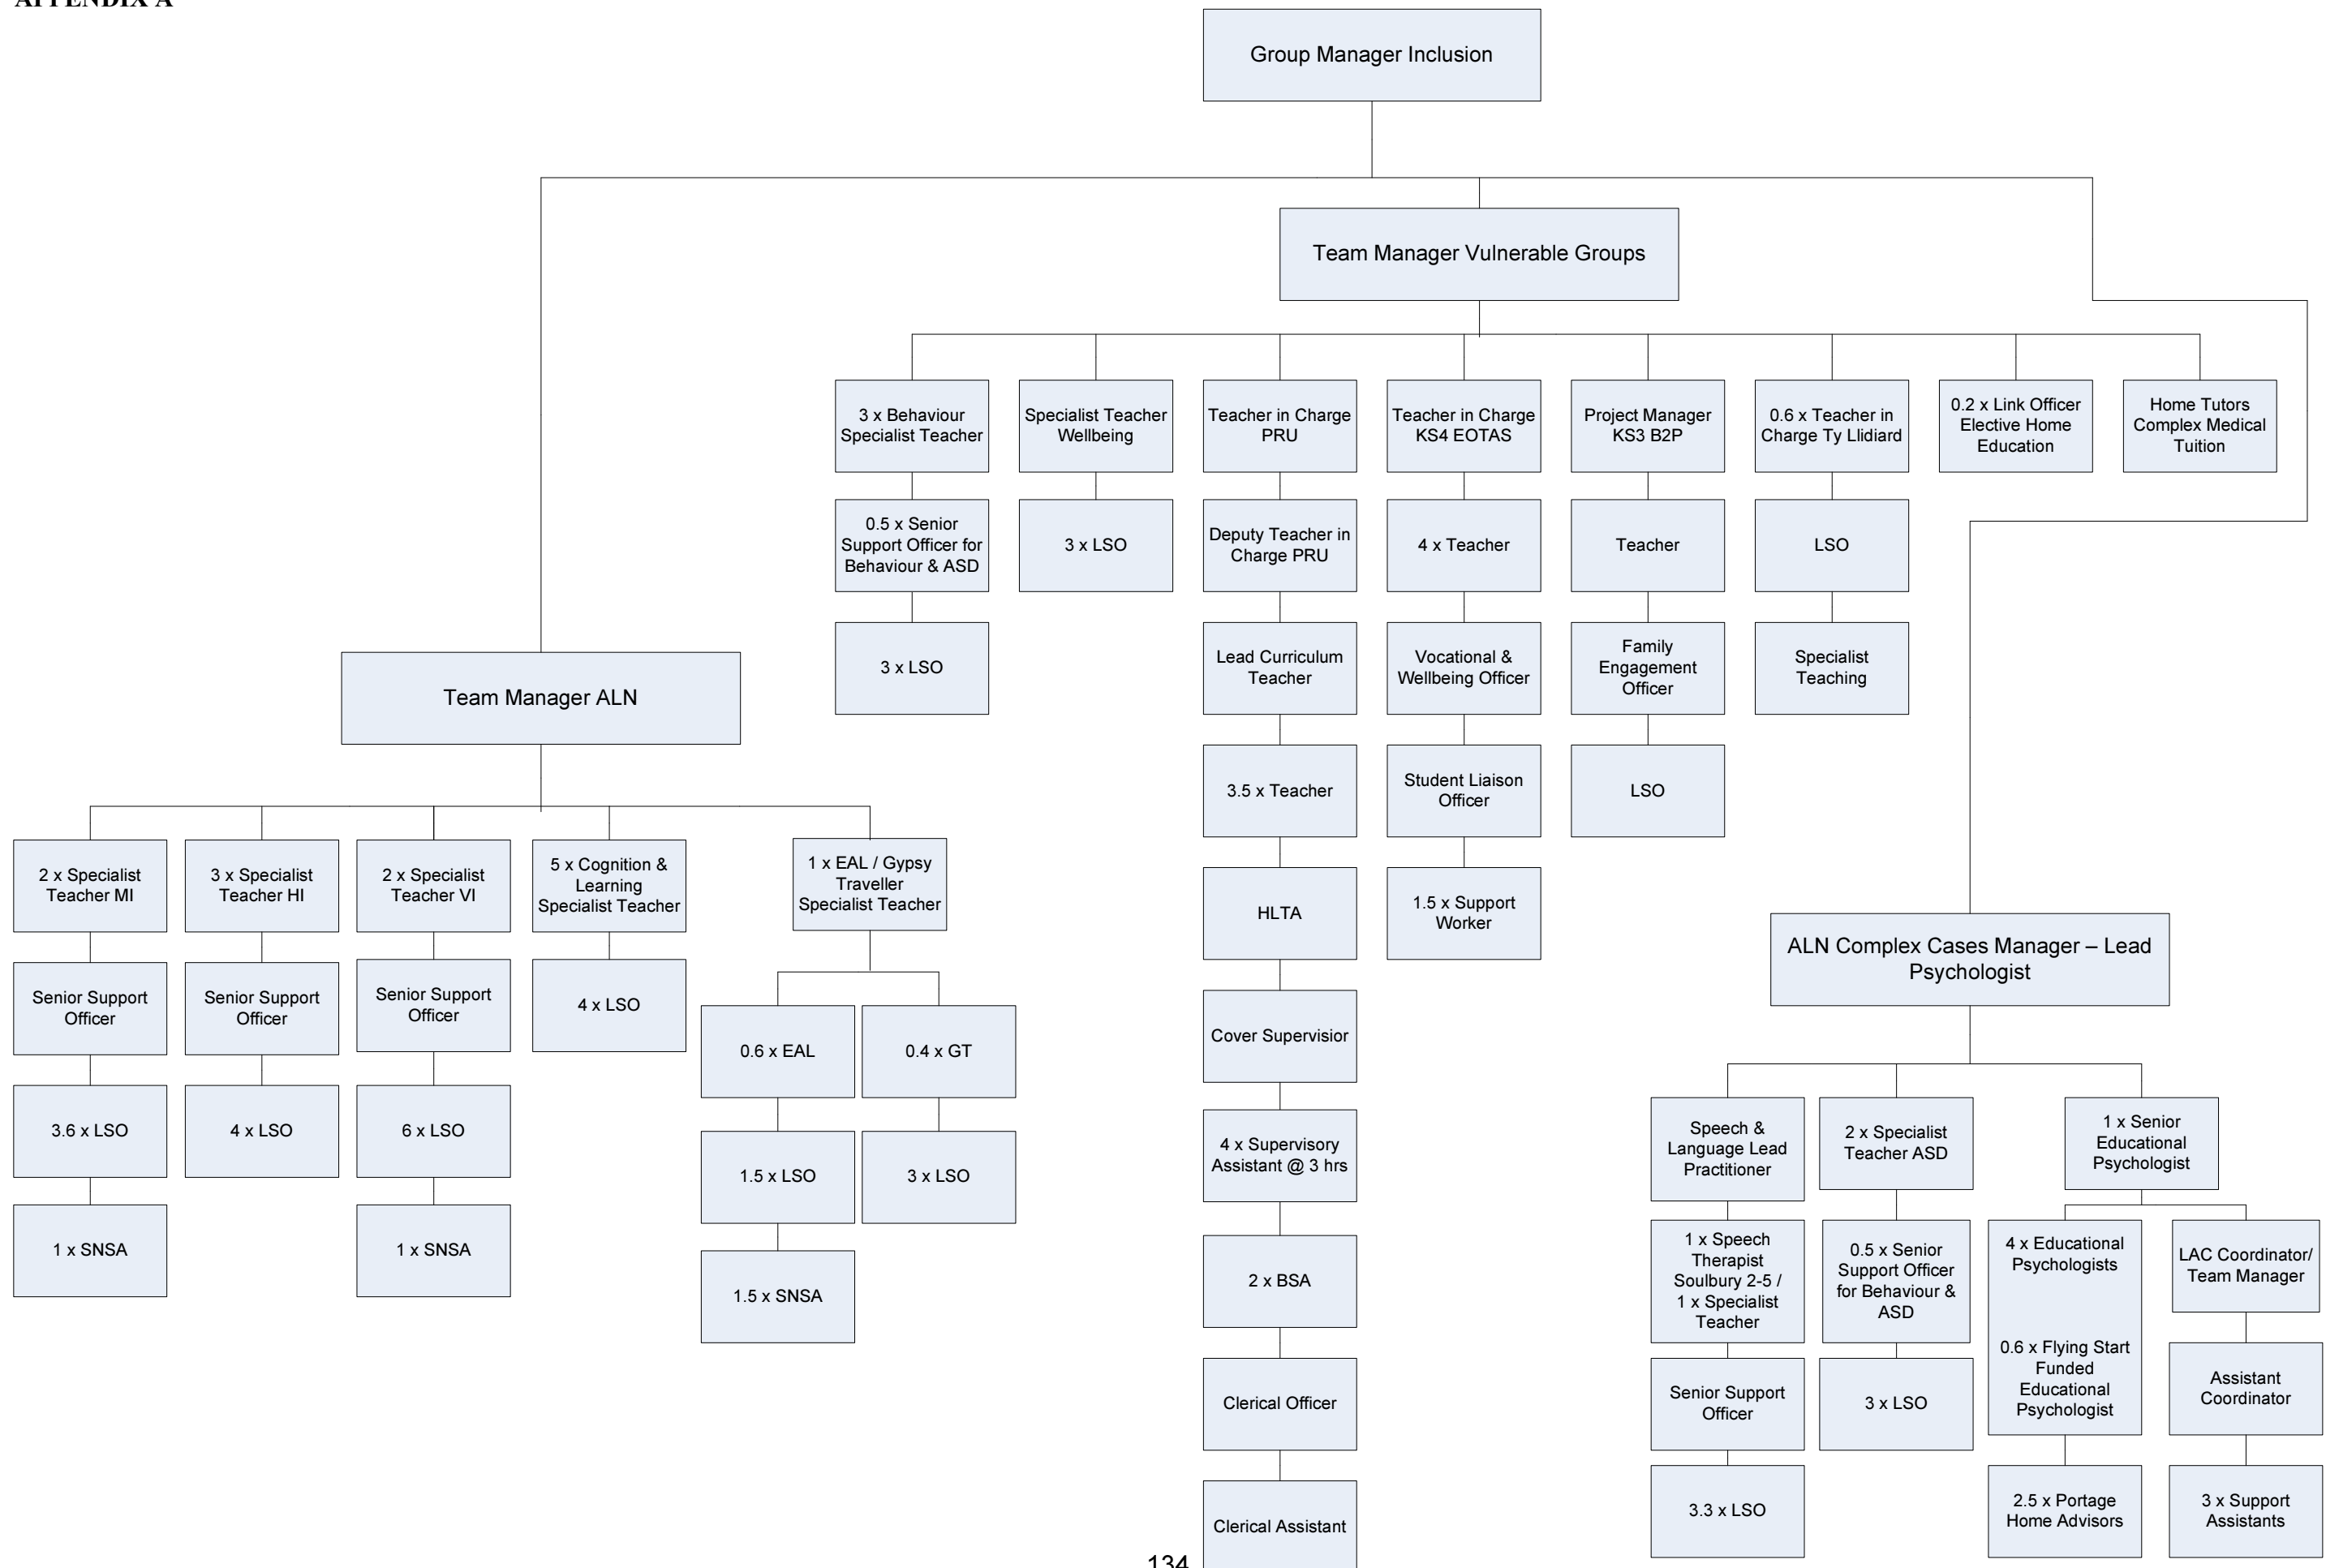 APPENDIX A
Group Manager Inclusion
Team Manager Vulnerable Groups
3 x Behaviour
Specialist Teacher
Specialist Teacher
Wellbeing
Teacher in Charge
PRU
Teacher in Charge
KS4 EOTAS
Project Manager
KS3 B2P
0.6 x Teacher in
Charge Ty Llidiard
0.2 x Link Officer
Elective Home
Education
Home Tutors
Complex Medical
Tuition
0.5 x Senior
Support Officer for
Behaviour & ASD
3 x LSO
Deputy Teacher in
Charge PRU
4 x Teacher
Teacher
LSO
3 x LSO
Lead Curriculum
Teacher
Vocational &
Wellbeing Officer
Family
Engagement
Officer
Specialist
Teaching
Team Manager ALN
3.5 x Teacher
Student Liaison
Officer
LSO
2 x Specialist
Teacher MI
3 x Specialist
Teacher HI
2 x Specialist
Teacher VI
5 x Cognition &
Learning
Specialist Teacher
1 x EAL / Gypsy
Traveller
Specialist Teacher
HLTA
1.5 x Support
Worker
ALN Complex Cases Manager – Lead
Psychologist
Senior Support
Officer
Senior Support
Officer
Senior Support
Officer
4 x LSO
0.6 x EAL
0.4 x GT
Cover Supervisior
3.6 x LSO
4 x LSO
6 x LSO
1.5 x LSO
3 x LSO
4 x Supervisory
Assistant @ 3 hrs
Speech &
Language Lead
Practitioner
2 x Specialist
Teacher ASD
1 x Senior
Educational
Psychologist
1 x SNSA
1 x SNSA
1.5 x SNSA
2 x BSA
1 x Speech
Therapist
Soulbury 2-5 /
1 x Specialist
Teacher
0.5 x Senior
Support Officer
for Behaviour &
ASD
4 x Educational
Psychologists
0.6 x Flying Start
Funded
Educational
Psychologist
LAC Coordinator/
Team Manager
Clerical Officer
Senior Support
Officer
3 x LSO
Assistant
Coordinator
Clerical Assistant
3.3 x LSO
2.5 x Portage
Home Advisors
3 x Support
Assistants
134